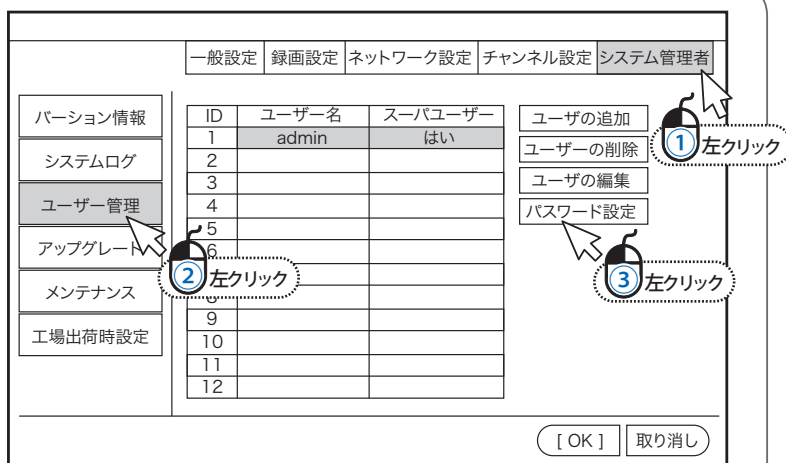 一般設定 録画設定 ネットワーク設定 チャンネル設定 システム管理者
バーション情報
システムログ
ユーザー管理
アップグレード
メンテナンス
工場出荷時設定
ID ユーザー名 スーパユーザー
1 admin はい
2
3
4
5
6
8
9
10
11
12
ユーザの追加
ユーザーの削除
ユーザの編集
パスワード設定
1 左クリック
2 左クリック
3 左クリック
[ OK ] 取り消し